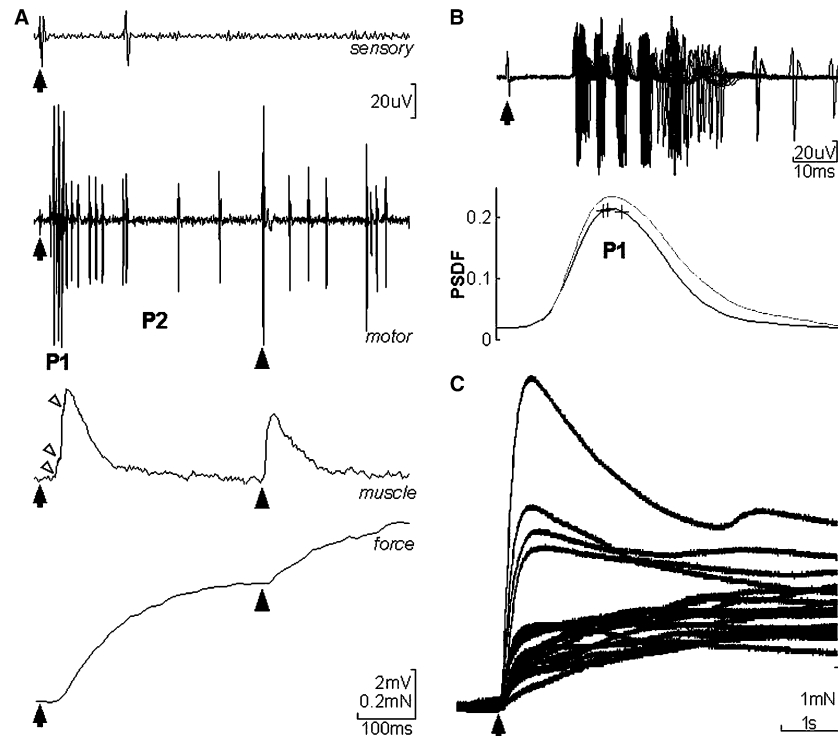 A
sensory
20uV
motor
P1
P2
muscle
force
2mV
0.2mN
100ms
B
20uV
10ms
PSDF
0.2
0.1
0
P1
C
1mN
1s